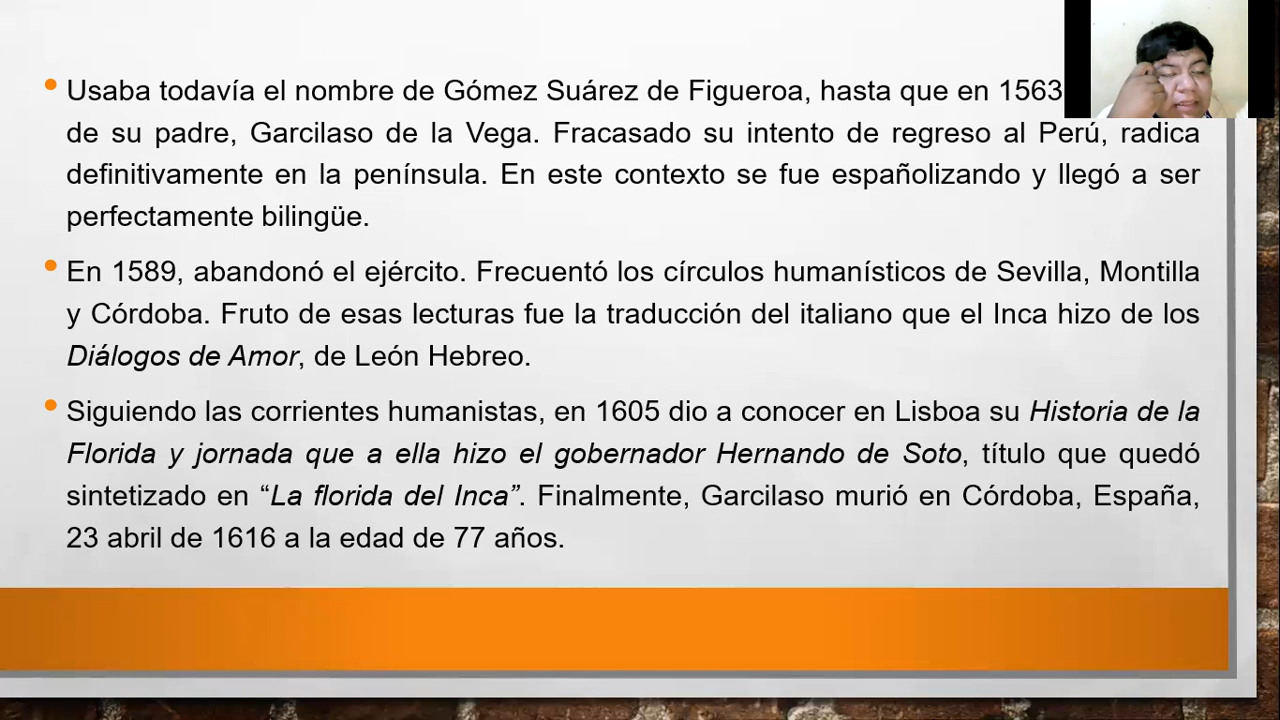 Usaba todavía el nombre de Gómez Suárez de Figueroa, hasta que en 1563
de su padre, Garcilaso de la Vega. Fracasado su intento de regreso al Perú, radica
definitivamente en la península. En este contexto se fue españolizando y llegó a ser
perfectamente bilingüe.
En 1589, abandonó el ejército. Frecuentó los círculos humanísticos de Sevilla, Montilla
y Córdoba. Fruto de esas lecturas fue la traducción del italiano que el Inca hizo de los
Diálogos de Amor, de León Hebreo.
Siguiendo las corrientes humanistas, en 1605 dio a conocer en Lisboa su Historia de la
Florida y jornada que a ella hizo el gobernador Hernando de Soto, título que quedó
sintetizado en “La florida del Inca”. Finalmente, Garcilaso murió en Córdoba, España,
23 abril de 1616 a la edad de 77 años.